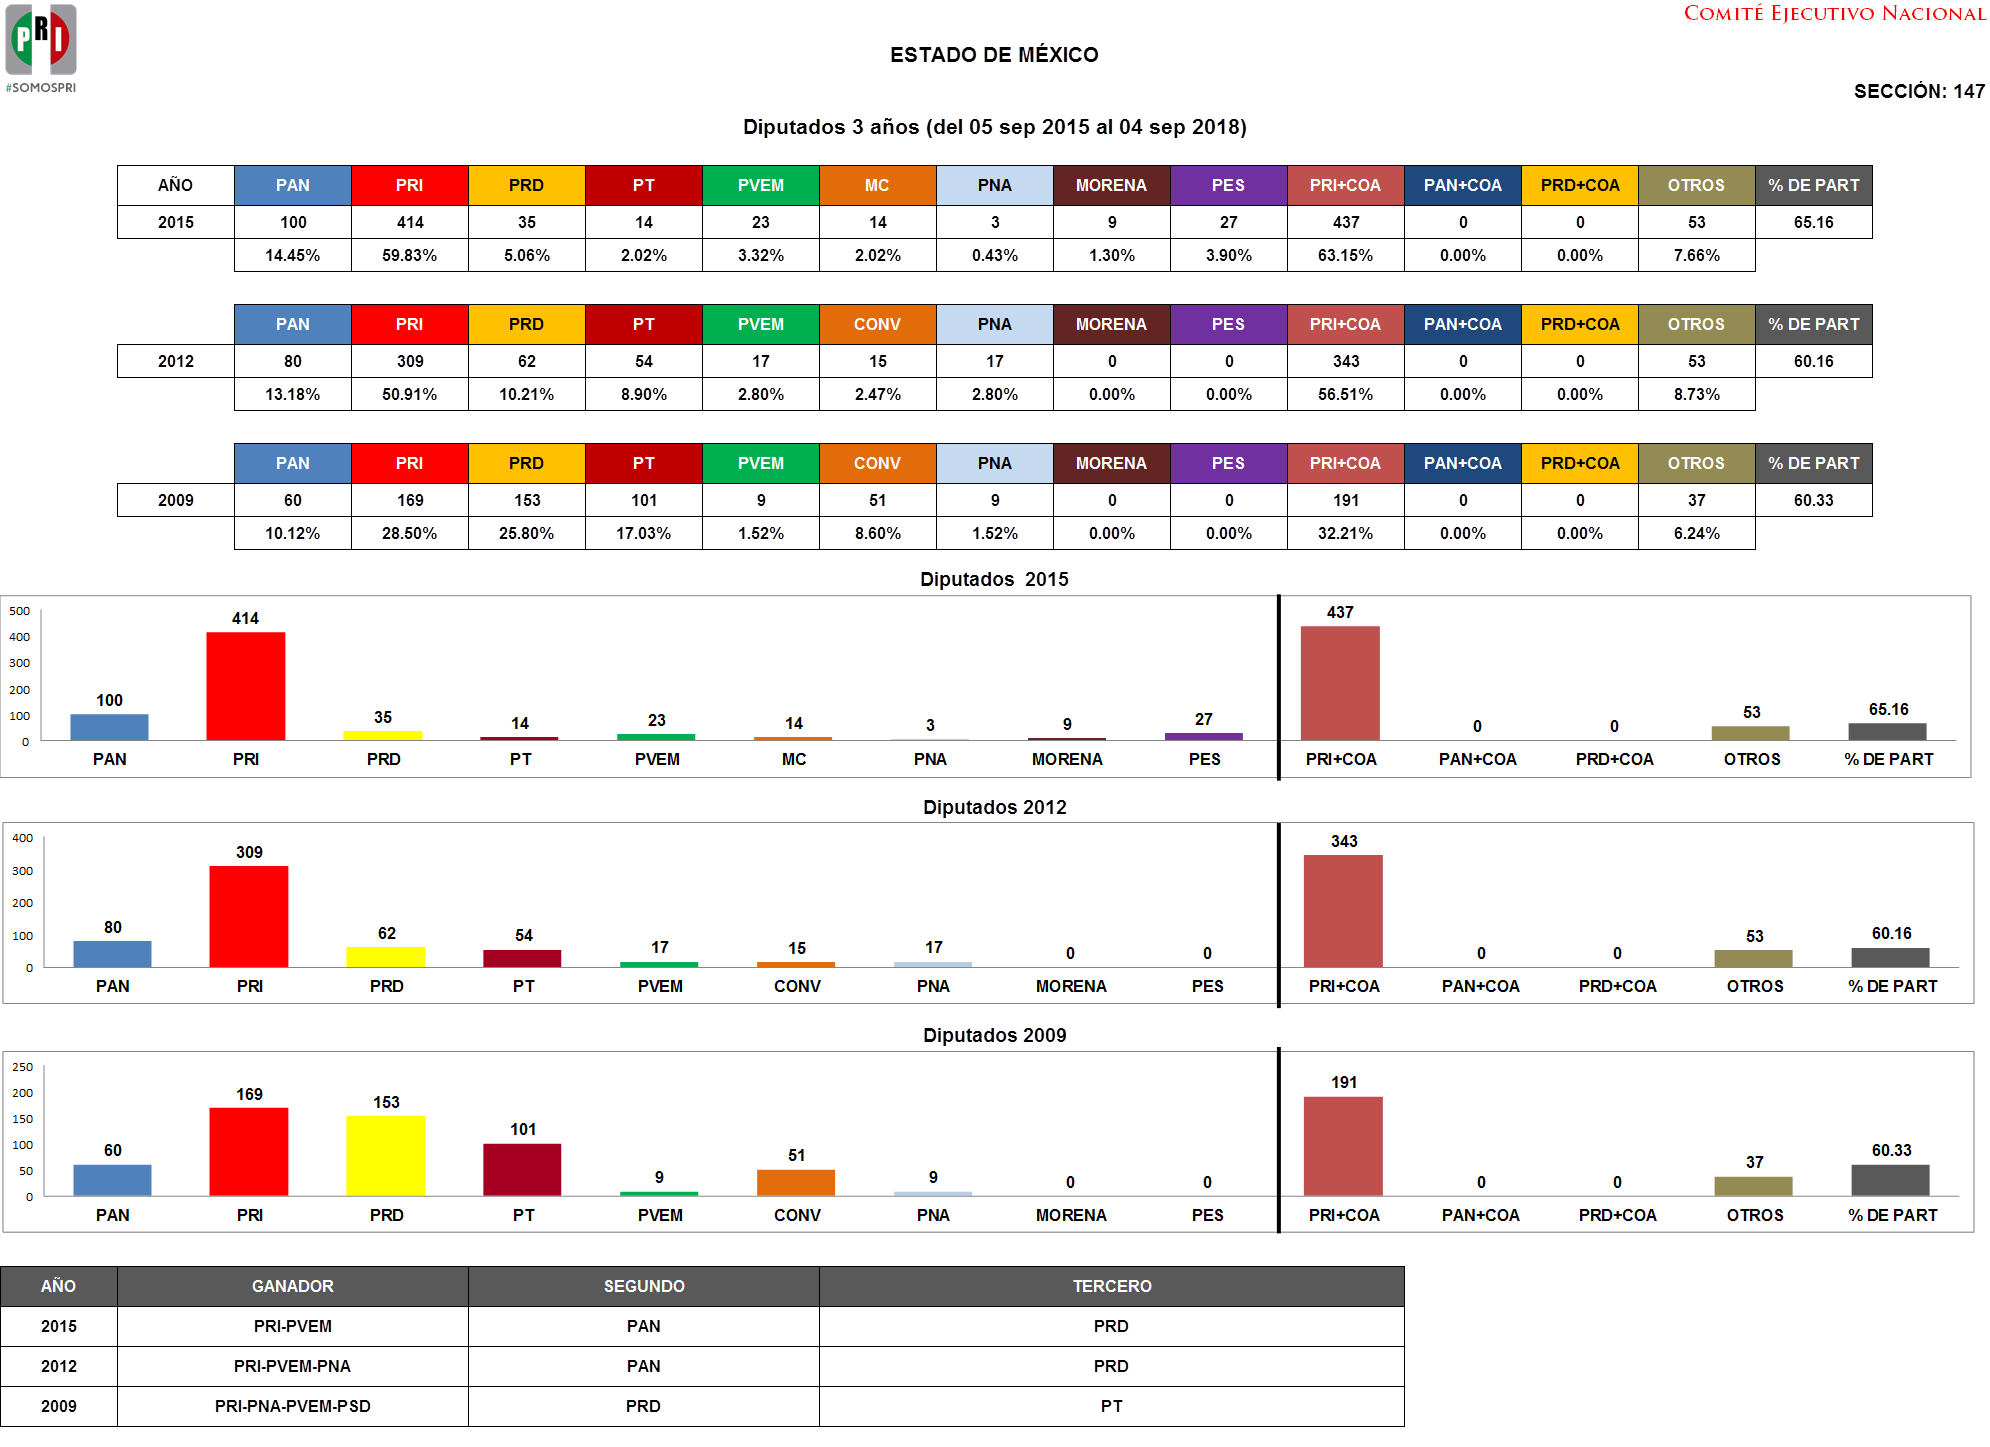 PRI
#SOMOSPRI
COMITÉ EJECUTIVO NACIONAL
ESTADO DE MÉXICO
SECCIÓN: 147
Diputados 3 años (del 05 sep 2015 al 04 sep 2018)
AÑO PAN PRI PRD PT PVEM MC PNA MORENA PES PRI+COA PAN+COA PRD+COA OTROS % DE PART
2015 100 414 35 14 23 14 3 9 27 437 0 0 53 65.16
14.45% 59.83% 5.06% 2.02% 3.32% 2.02% 0.43% 1.30% 3.90% 63.15% 0.00% 0.00% 7.66%
PAN PRI PRD PT PVEM CONV PNA MORENA PES PRI+COA PAN+COA PRD+COA OTROS % DE PART
2012 80 309 62 54 17 15 17 0 0 343 0 0 53 60.16
13.18% 50.91% 10.21% 8.90% 2.80% 2.47% 2.80% 0.00% 0.00% 56.51% 0.00% 0.00% 8.73%
PAN PRI PRD PT PVEM CONV PNA MORENA PES PRI+COA PAN+COA PRD+COA OTROS % DE PART
2009 60 169 153 101 9 51 9 0 0 191 0 0 37 60.33
10.12% 28.50% 25.80% 17.03% 1.52% 8.60% 1.52% 0.00% 0.00% 32.21% 0.00% 0.00% 6.24%
Diputados 2015
500
400
300
200
100
0
100 414 35 14 23 14 3 9 27 437 0 0 53 65.16
PAN PRI PRD PT PVEM MC PNA MORENA PES PRI+COA PAN+COA PRD+COA OTROS % DE PART
Diputados 2012
400
300
200
100
0
80 309 62 54 17 15 17 0 0 343 0 0 53 60.16
PAN PRI PRD PT PVEM CONV PNA MORENA PES PRI+COA PAN+COA PRD+COA OTROS % DE PART
Diputados 2009
250
200
150
100
50
0
60 169 153 101 9 51 9 0 0 191 0 0 37 60.33
PAN PRI PRD PT PVEM CONV PNA MORENA PES PRI+COA PAN+COA PRD+COA OTROS % DE PART
AÑO GANADOR SEGUNDO TERCERO
2015 PRI-PVEM PAN PRD
2012 PRI-PVEM-PNA PAN PRD
2009 PRI-PNA-PVEM-PSD PRD PT